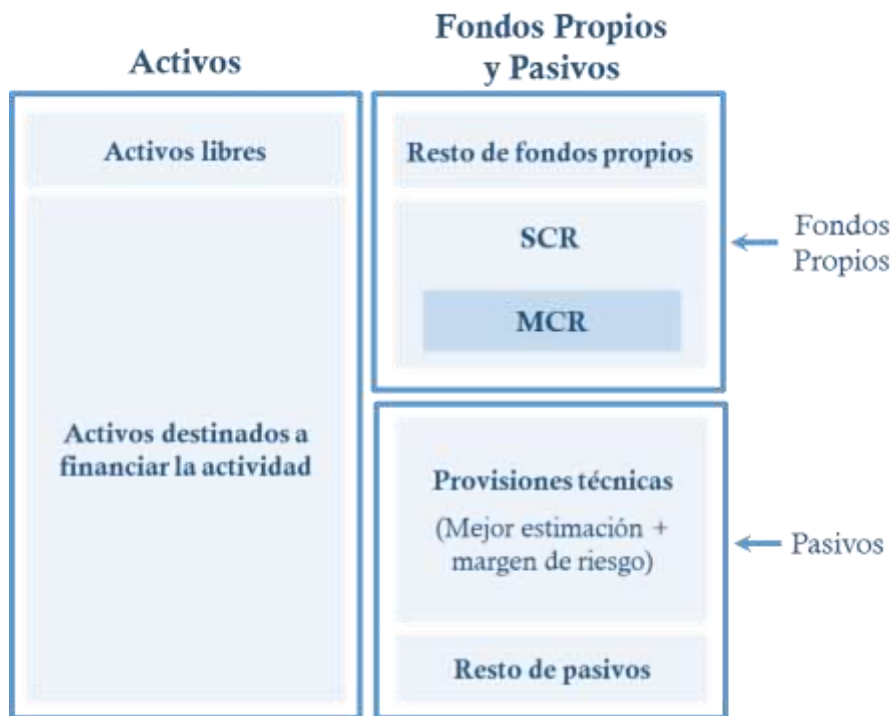 Activos
Fondos Propios
y Pasivos
Activos libres
Activos destinados a
financiar la actividad
Resto de fondos propios
SCR
MCR
Fondos
Propios
Provisiones técnicas
(Mejor estimación +
margen de riesgo)
Pasivos
Resto de pasivos